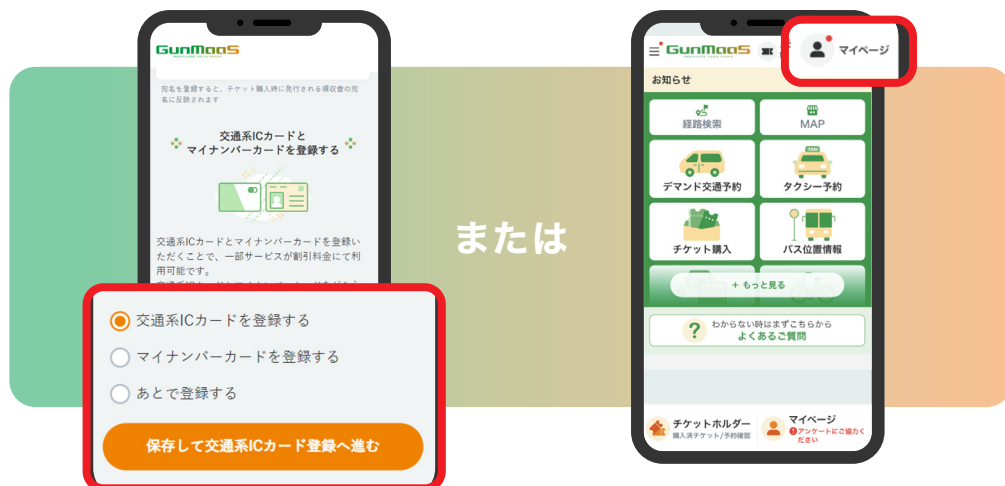 GunMaaS
宛名を登録すると、チケット購入時に発行される領収書の宛
名に反映されます
交通系ICカードと
マイナンバーカードを登録する
交通系ICカードとマイナンバーカードを登録い
ただくことで、一部サービスが割引料金にて利
用可能です。
交通系ICカードを登録する
マイナンバーカードを登録する
あとで登録する
保存して交通系ICカード登録へ進む
または
GunMaaS
マイページ
お知らせ
経路検索
MAP
デマンド交通予約
TAXI
タクシー予約
チケット購入
バス位置情報
+ もっと見る
?
わからない時はまずこちらから
よくあるご質問
チケットホルダー
購入済チケット/予約確認
マイページ
アンケートにご協力く
ださい